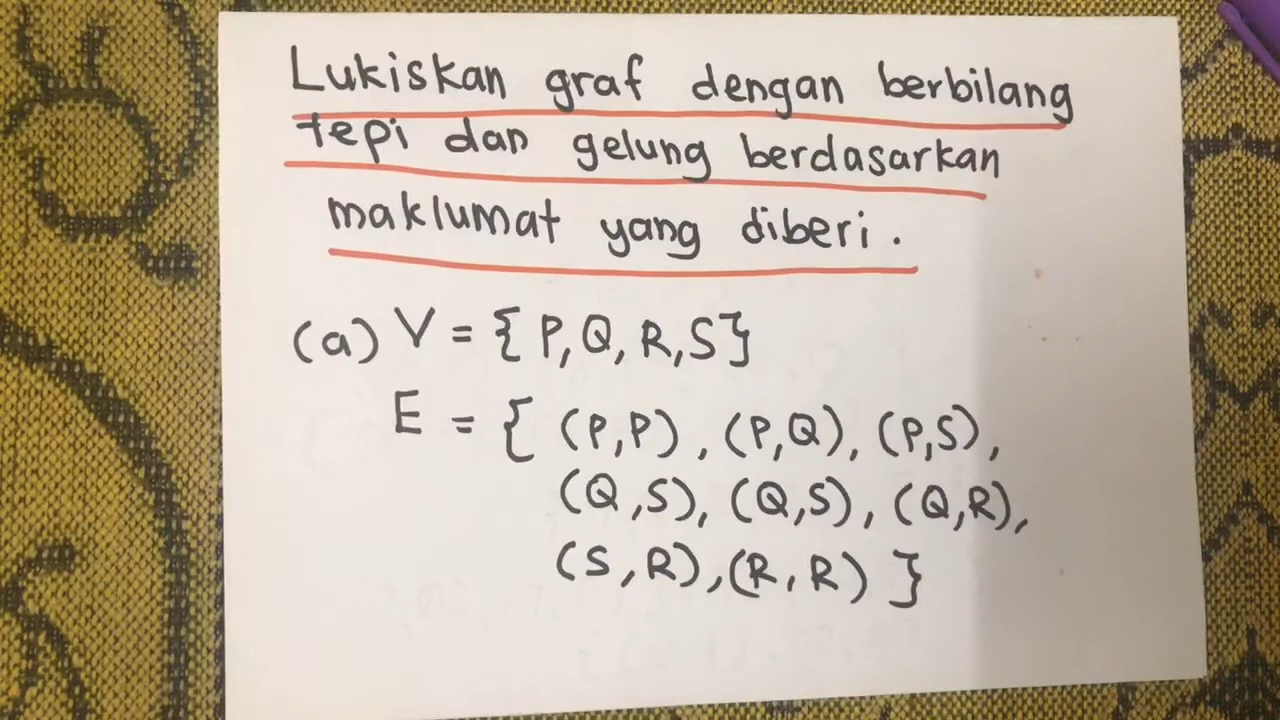 Lukiskan graf dengan berbilang
tepi dan gelung berdasarkan
maklumat yang diberi.
(a) V = { P, Q, R, S }
E = { (P,P), (P,Q), (P,S),
(Q,S), (Q,S), (Q,R),
(S,R), (R,R) }